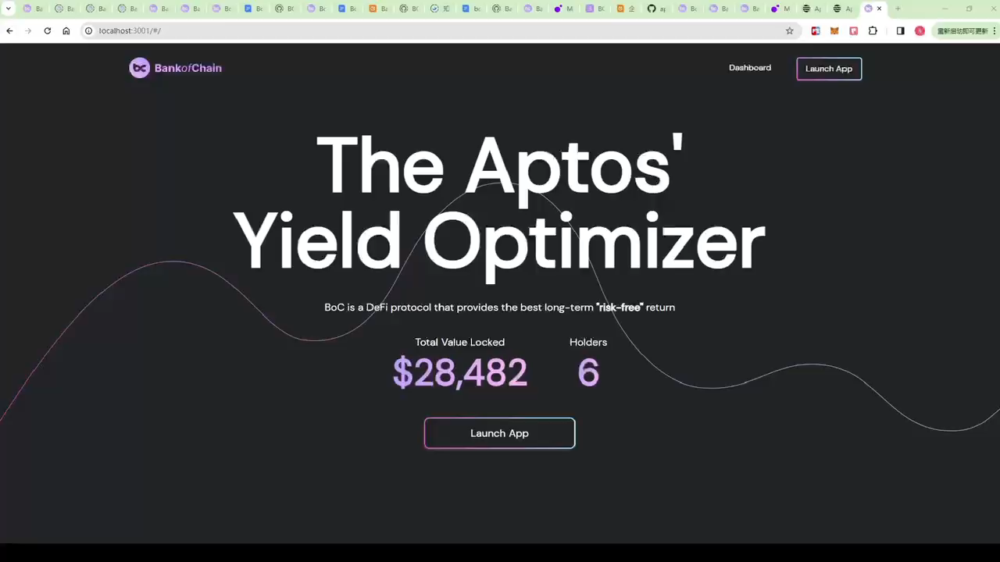 localhost:3001/#/
重新启动即可更新
BankofChain
Dashboard
Launch App
The Aptos'
Yield Optimizer
BoC is a DeFi protocol that provides the best long-term "risk-free" return
Total Value Locked
Holders
$28,482
6
Launch App